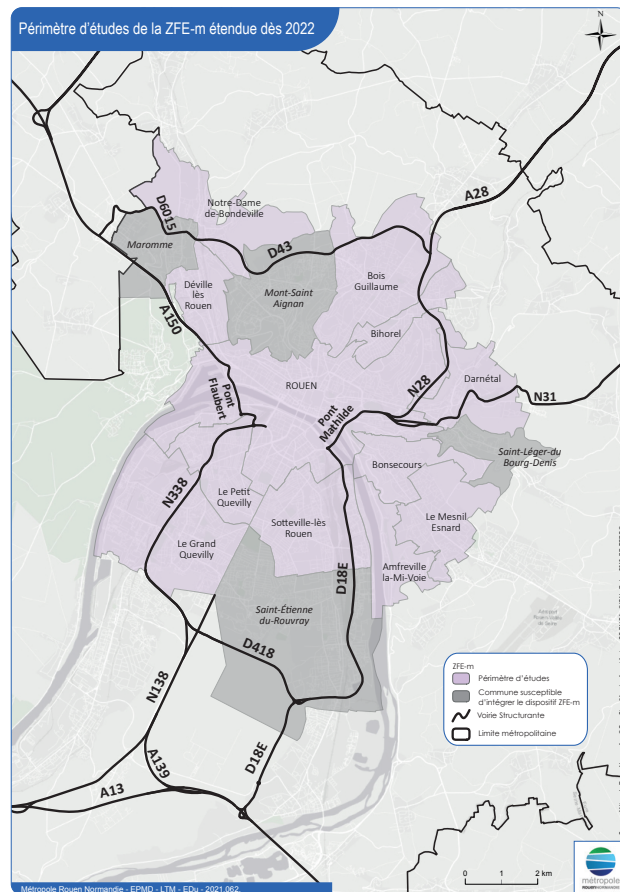 Périmètre d'études de la ZFE-m étendue dès 2022
N
A28
D6015
Notre-Dame
de-Bondeville
D43
Maromme
Déville
lès
Rouen
Mont-Saint
Aignan
Bois
Guillaume
A150
Bihorel
Pont
Flaubert
ROUEN
Pont
Mathilde
N28
Darnétal
N31
Saint-Léger-du
Bourg-Denis
Bonsecours
N338
Le Petit
Quevilly
Sotteville-lès
Rouen
Le Mesnil
Esnard
Le Grand
Quevilly
D18E
Amfreville
la-Mi-Voie
Saint-Étienne
du-Rouvray
D418
N138
D18E
A139
A13
ZFE-m
Périmètre d'études
Commune susceptible
d'intégrer le dispositif ZFE-m
Voirie Structurante
Limite métropolitaine
0 1 2 km
métropole
ROUENNORMANDIE
Métropole Rouen Normandie - EPMD - LTM - EDu - 2021.062.